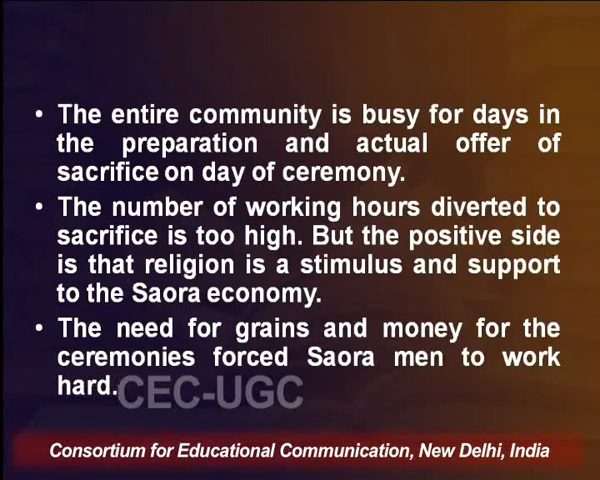 • The entire community is busy for days in
the preparation and actual offer of
sacrifice on day of ceremony.
• The number of working hours diverted to
sacrifice is too high. But the positive side
is that religion is a stimulus and support
to the Saora economy.
• The need for grains and money for the
ceremonies forced Saora men to work
hard.
CEC-UGC
Consortium for Educational Communication, New Delhi, India